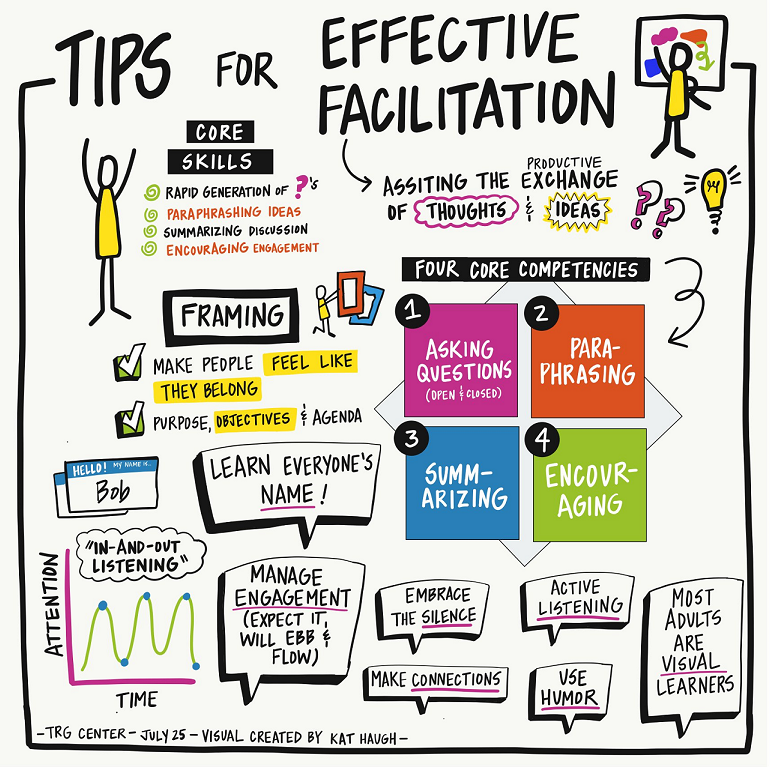 TIPS FOR EFFECTIVE
FACILITATION
CORE
SKILLS
RAPID GENERATION OF ?'s
PARAPHRASHING IDEAS
SUMMARIZING DISCUSSION
ENCOURAGING ENGAGEMENT
ASSITING THE PRODUCTIVE EXCHANGE
OF THOUGHTS & IDEAS
??
FRAMING
MAKE PEOPLE FEEL LIKE
THEY BELONG
PURPOSE, OBJECTIVES & AGENDA
FOUR CORE COMPETENCIES
1
ASKING
QUESTIONS
(OPEN & CLOSED)
2
PARA-
PHRASING
3
SUMM-
ARIZING
4
ENCOUR-
AGING
HELLO! MY NAME IS..
Bob
LEARN EVERYONE'S
NAME!
"IN-AND-OUT
LISTENING"
ATTENTION
TIME
MANAGE
ENGAGEMENT
(EXPECT IT,
WILL EBB &
FLOW)
EMBRACE
THE SILENCE
ACTIVE
LISTENING
MAKE CONNECTIONS
USE
HUMOR
MOST
ADULTS
ARE
VISUAL
LEARNERS
-TRG CENTER- JULY 25 - VISUAL CREATED BY KAT HAUGH-